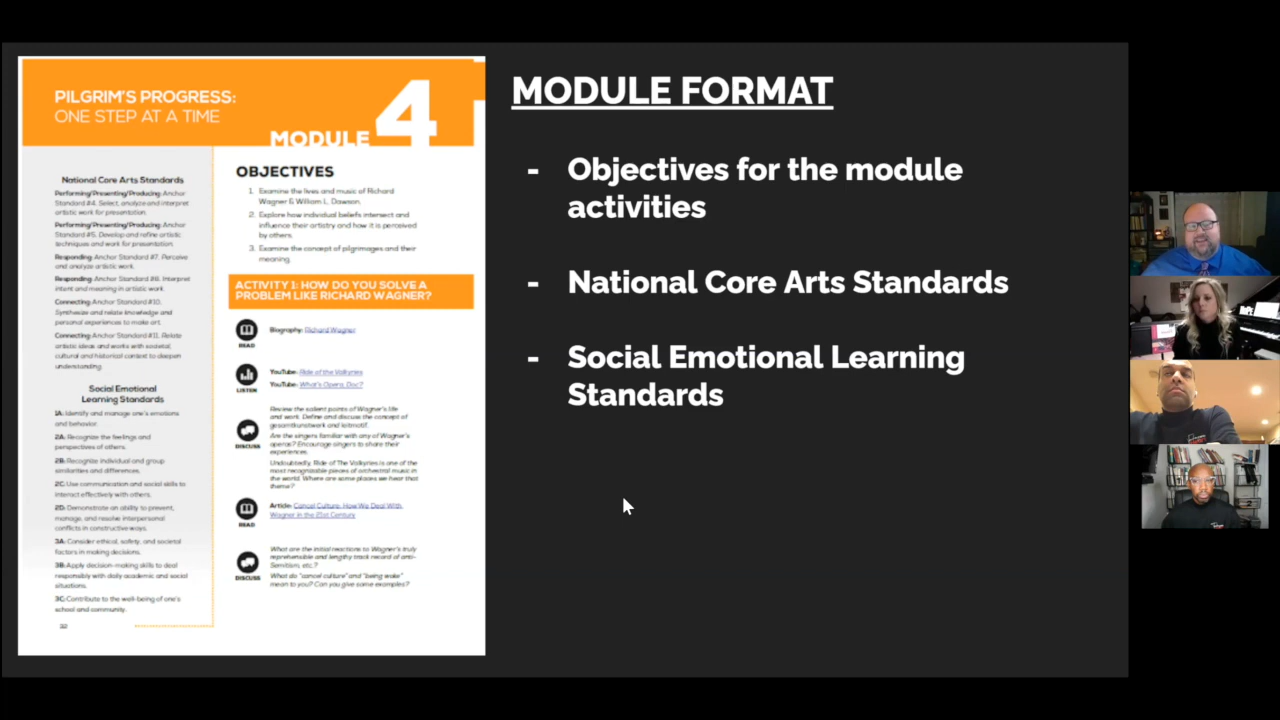 PILGRIM'S PROGRESS:
ONE STEP AT A TIME
MODULE 4
National Core Arts Standards
Performing/Presenting/Producing: Anchor
Standard #4. Select, analyze and interpret
artistic work for presentation.
Performing/Presenting/Producing: Anchor
Standard #5. Develop and refine artistic
techniques and work for presentation.
Responding: Anchor Standard #7. Perceive
and analyze artistic work.
Responding: Anchor Standard #8. Interpret
intent and meaning in artistic work.
Connecting: Anchor Standard #10.
Synthesize and relate knowledge and
personal experiences to make art.
Connecting: Anchor Standard #11. Relate
artistic ideas and works with societal,
cultural and historical context to deepen
understanding.
Social Emotional
Learning Standards
1A: Identify and manage one's emotions
and behavior.
2A: Recognize the feelings and
perspectives of others.
2B: Recognize individual and group
similarities and differences.
2C: Use communication and social skills to
interact effectively with others.
2D: Demonstrate an ability to prevent,
manage, and resolve interpersonal
conflicts in constructive ways.
3A: Consider ethical, safety, and societal
factors in making decisions.
3B: Apply decision-making skills to deal
responsibly with daily academic and social
situations.
3C: Contribute to the well-being of one's
school and community.
32
OBJECTIVES
1. Examine the lives and music of Richard
Wagner & William L. Dawson.
2. Explore how individual beliefs intersect and
influence their artistry and how it is perceived
by others.
3. Examine the concept of pilgrimages and their
meaning.
ACTIVITY 1: HOW DO YOU SOLVE A
PROBLEM LIKE RICHARD WAGNER?
READ
Biography: Richard Wagner
LISTEN
YouTube: Ride of the Valkyries
YouTube: What's Opera, Doc?
DISCUSS
Review the salient points of Wagner's life
and work. Define and discuss the concept of
gesamtkunstwerk and leitmotif.
Are the singers familiar with any of Wagner's
operas? Encourage singers to share their
experiences.
Undoubtedly, Ride of The Valkyries is one of the
most recognizable pieces of orchestral music in
the world. Where are some places we hear that
theme?
READ
Article: Cancel Culture: How We Deal With
Wagner in the 21st Century
DISCUSS
What are the initial reactions to Wagner's truly
reprehensible and lengthy track record of anti-
Semitism, etc.?
What do "cancel culture" and "being woke"
mean to you? Can you give some examples?
MODULE FORMAT
- Objectives for the module
activities
- National Core Arts Standards
- Social Emotional Learning
Standards